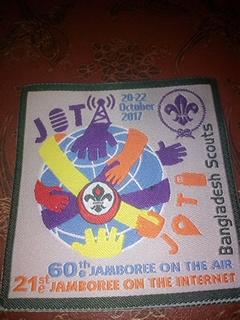 JOTA
20-22
October
2017
JOTI
Bangladesh Scouts
60th JAMBOREE ON THE AIR
21st JAMBOREE ON THE INTERNET